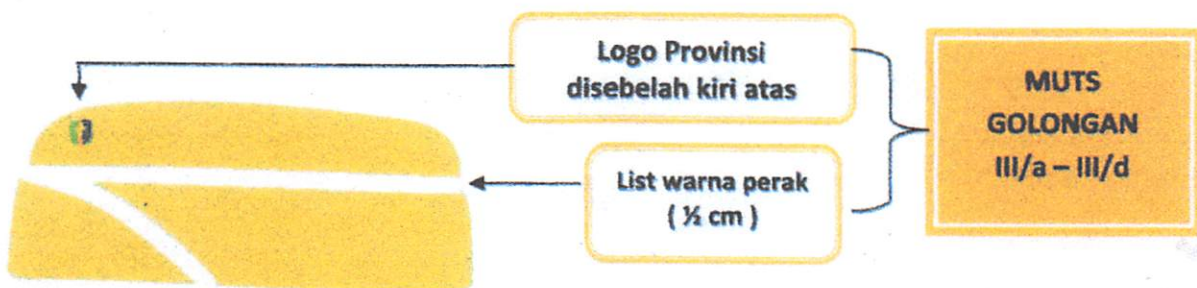 Logo Provinsi
disebelah kiri atas
List warna perak
( ½ cm )
MUTS
GOLONGAN
III/a – III/d